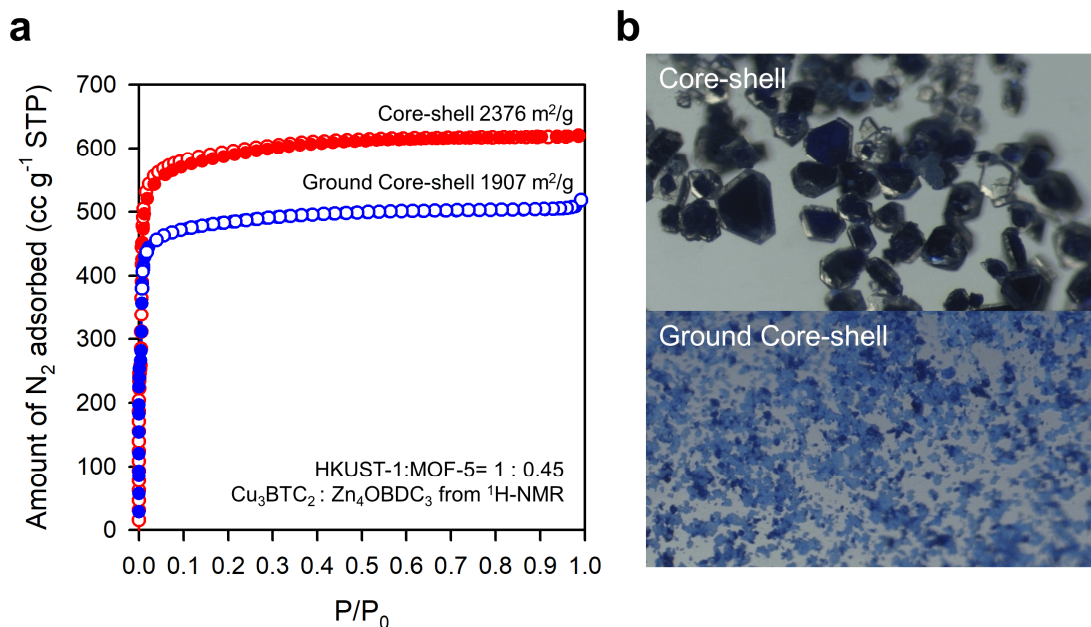 a
b
700
600
500
400
300
200
100
0
Amount of N₂ adsorbed (cc g⁻¹ STP)
Core-shell 2376 m²/g
Ground Core-shell 1907 m²/g
HKUST-1:MOF-5= 1 : 0.45
Cu₃BTC₂ : Zn₄OBDC₃ from ¹H-NMR
0.0 0.1 0.2 0.3 0.4 0.5 0.6 0.7 0.8 0.9 1.0
P/P₀
Core-shell
Ground Core-shell